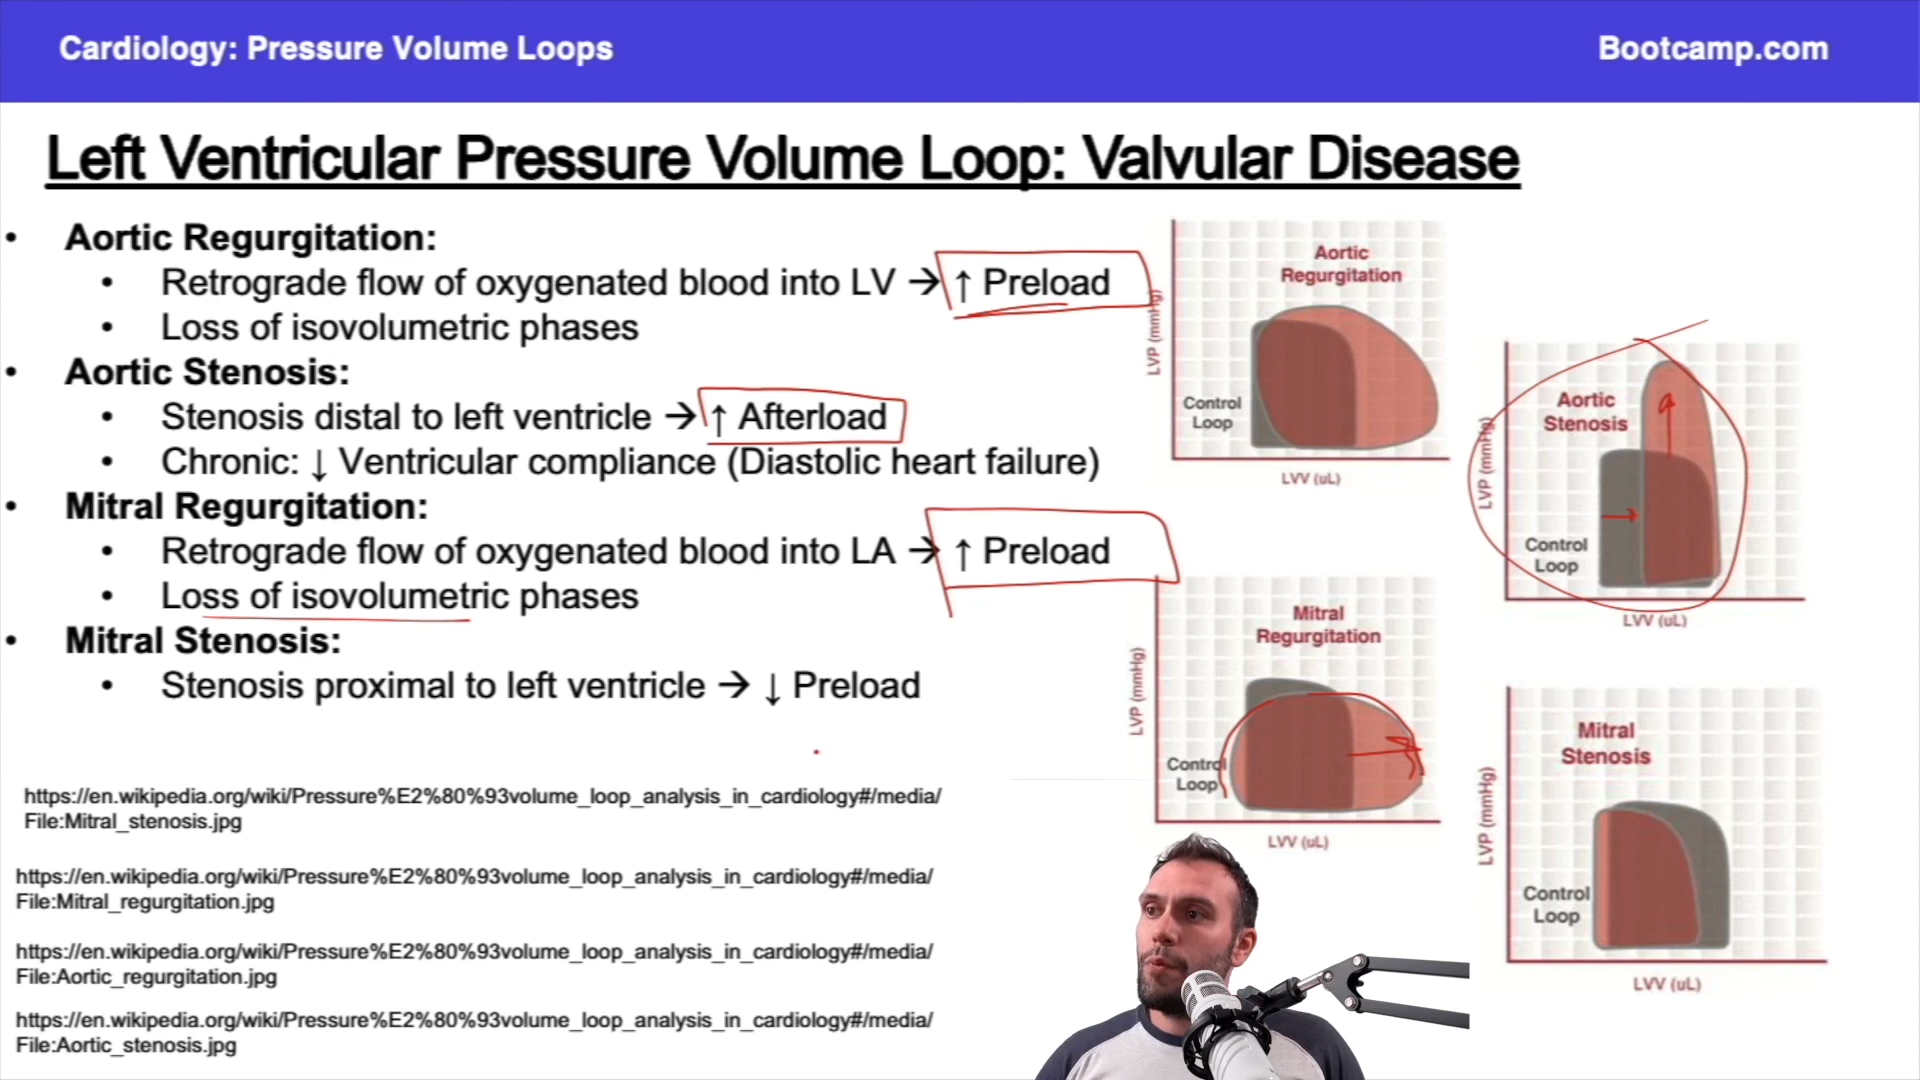 Cardiology: Pressure Volume Loops
Bootcamp.com
Left Ventricular Pressure Volume Loop: Valvular Disease
• Aortic Regurgitation:
• Retrograde flow of oxygenated blood into LV → ↑ Preload
• Loss of isovolumetric phases
• Aortic Stenosis:
• Stenosis distal to left ventricle → ↑ Afterload
• Chronic: ↓ Ventricular compliance (Diastolic heart failure)
• Mitral Regurgitation:
• Retrograde flow of oxygenated blood into LA → ↑ Preload
• Loss of isovolumetric phases
• Mitral Stenosis:
• Stenosis proximal to left ventricle → ↓ Preload
https://en.wikipedia.org/wiki/Pressure%E2%80%93volume_loop_analysis_in_cardiology#/media/
File:Mitral_stenosis.jpg
https://en.wikipedia.org/wiki/Pressure%E2%80%93volume_loop_analysis_in_cardiology#/media/
File:Mitral_regurgitation.jpg
https://en.wikipedia.org/wiki/Pressure%E2%80%93volume_loop_analysis_in_cardiology#/media/
File:Aortic_regurgitation.jpg
https://en.wikipedia.org/wiki/Pressure%E2%80%93volume_loop_analysis_in_cardiology#/media/
File:Aortic_stenosis.jpg
Aortic
Regurgitation
LVP (mmHg)
Control
Loop
LVV (uL)
Aortic
Stenosis
LVP (mmHg)
Control
Loop
LVV (uL)
Mitral
Regurgitation
LVP (mmHg)
Control
Loop
LVV (uL)
Mitral
Stenosis
LVP (mmHg)
Control
Loop
LVV (uL)